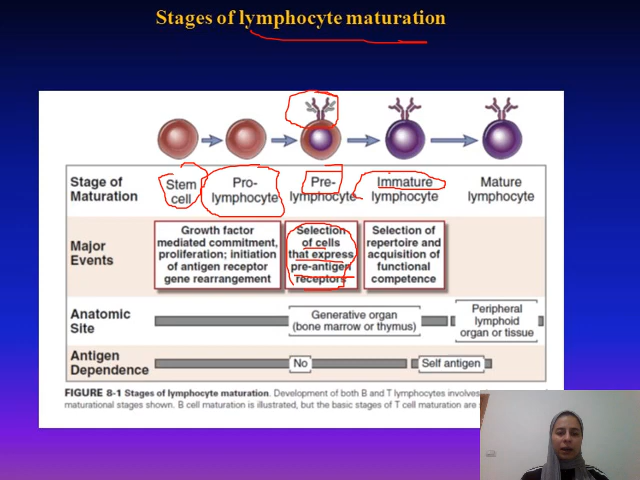 Stages of lymphocyte maturation
Stage of
Maturation
Stem
cell
Pro-
lymphocyte
Pre-
lymphocyte
Immature
lymphocyte
Mature
lymphocyte
Major
Events
Growth factor
mediated commitment,
proliferation; initiation
of antigen receptor
gene rearrangement
Selection
of cells
that express
pre-antigen
receptors
Selection of
repertoire and
acquisition of
functional
competence
Anatomic
Site
Generative organ
(bone marrow or thymus)
Peripheral
lymphoid
organ or tissue
Antigen
Dependence
No
Self antigen
FIGURE 8-1 Stages of lymphocyte maturation. Development of both B and T lymphocytes involves
maturational stages shown. B cell maturation is illustrated, but the basic stages of T cell maturation are